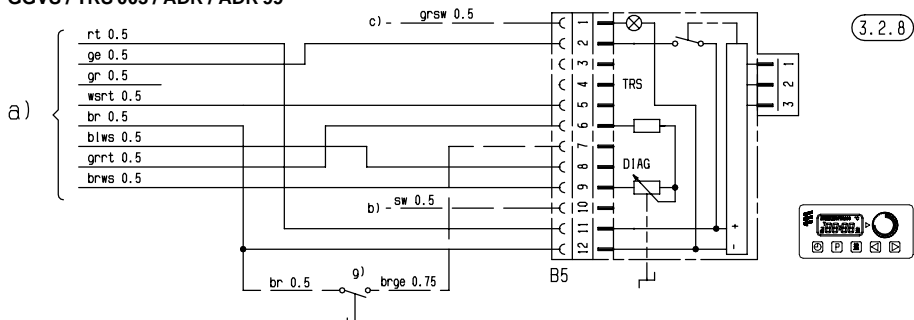 GGVS / TRS 003 / ADR / ADR 99
3.2.8
c) grsw 0.5
a)
rt 0.5
ge 0.5
gr 0.5
wsrt 0.5
br 0.5
blws 0.5
grrt 0.5
brws 0.5
b) sw 0.5
1
2
3
4
5
6
7
8
9
10
11
12
B5
TRS
DIAG
+
-
1
2
3
P
g)
br 0.5
brge 0.75